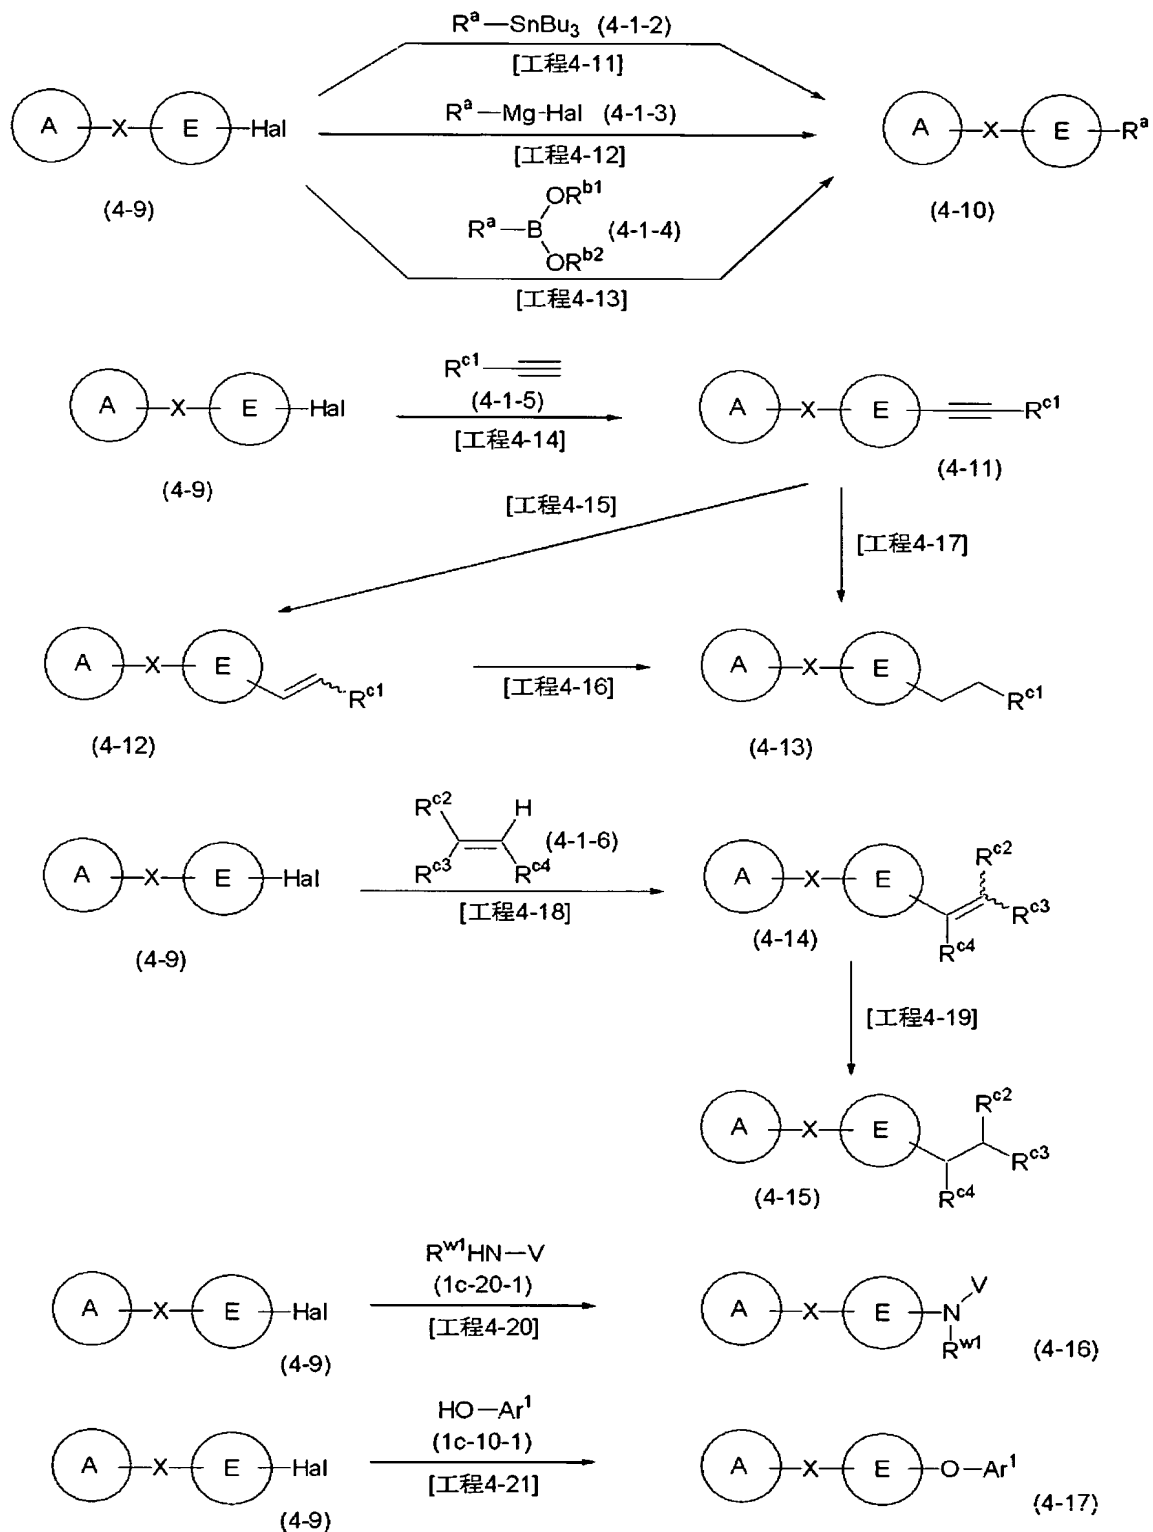 Rᵃ—SnBu₃ (4-1-2)
[工程4-11]
A—X—E—Hal
Rᵃ—Mg-Hal (4-1-3)
[工程4-12]
A—X—E—Rᵃ
(4-9)
(4-10)
ORᵇ¹
Rᵃ—B (4-1-4)
ORᵇ²
[工程4-13]
Rᶜ¹—≡
(4-1-5)
[工程4-14]
A—X—E—Hal
A—X—E—≡—Rᶜ¹
(4-9)
(4-11)
[工程4-15]
[工程4-17]
A—X—E Rᶜ¹
[工程4-16]
A—X—E Rᶜ¹
(4-12)
(4-13)
Rᶜ² H
(4-1-6)
Rᶜ³ Rᶜ⁴
[工程4-18]
A—X—E—Hal
A—X—E Rᶜ² Rᶜ³ Rᶜ⁴
(4-9)
(4-14)
[工程4-19]
A—X—E Rᶜ² Rᶜ³ Rᶜ⁴
(4-15)
Rʷ¹HN—V
(1c-20-1)
[工程4-20]
A—X—E—Hal
A—X—E—N V Rʷ¹
(4-9)
(4-16)
HO—Ar¹
(1c-10-1)
[工程4-21]
A—X—E—Hal
A—X—E—O—Ar¹
(4-9)
(4-17)